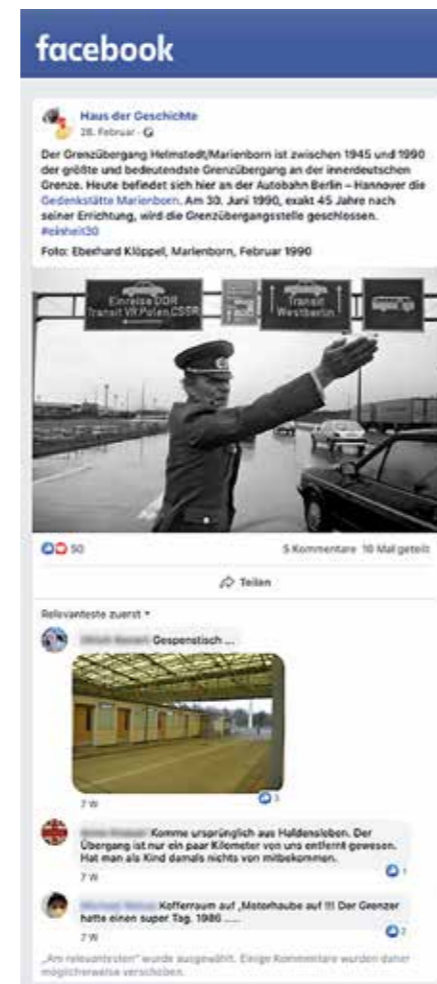 facebook
Haus der Geschichte
28. Februar ·
Der Grenzübergang Helmstedt/Marienborn ist zwischen 1945 und 1990
der größte und bedeutendste Grenzübergang an der innerdeutschen
Grenze. Heute befindet sich hier an der Autobahn Berlin – Hannover die
Gedenkstätte Marienborn. Am 30. Juni 1990, exakt 45 Jahre nach
seiner Errichtung, wird die Grenzübergangsstelle geschlossen.
#einheit30
Foto: Eberhard Klöppel, Marienborn, Februar 1990
Einreise DDR
Transit VR Polen, CSSR
Transit
Westberlin
50
5 Kommentare 10 Mal geteilt
Teilen
Relevanteste zuerst
Gespenstisch ...
7 W
3
Komme ursprünglich aus Haldensleben. Der
Übergang ist nur ein paar Kilometer von uns entfernt gewesen.
Hat man als Kind damals nichts von mitbekommen.
7 W
1
Kofferraum auf ,Motorhaube auf !!! Der Grenzer
hatte einen super Tag. 1986 .....
7 W
2
„Am relevantesten“ wurde ausgewählt. Einige Kommentare wurden daher
möglicherweise verschoben.